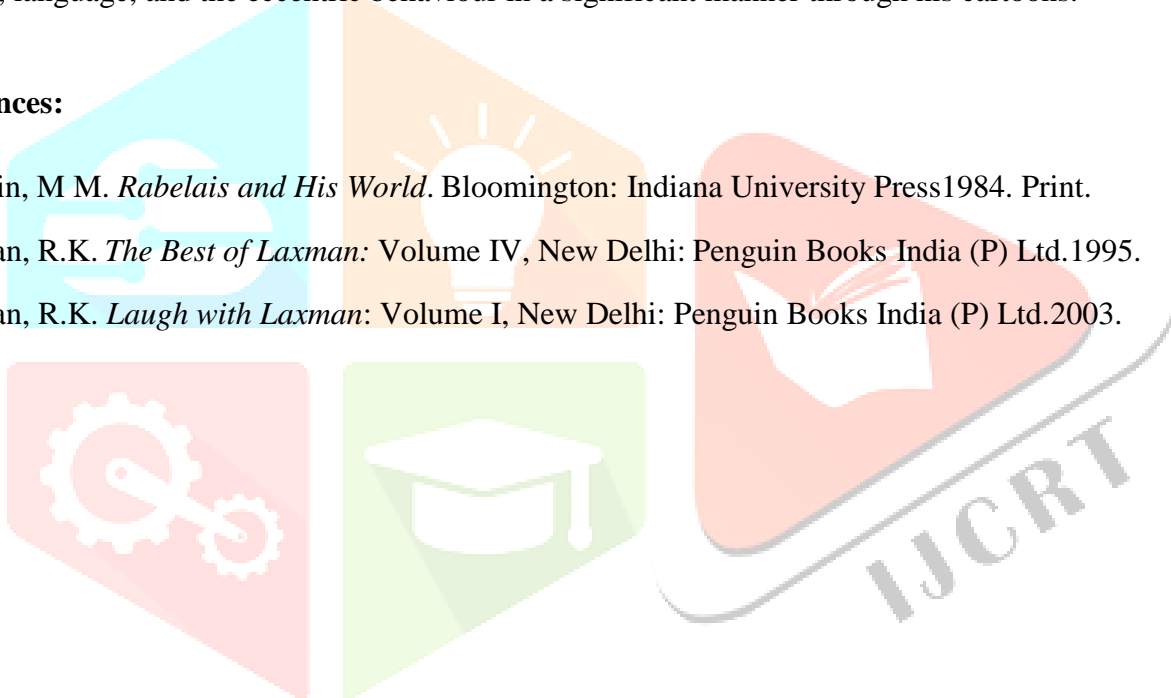 , language, and the eccentric behaviour in a significant manner through his cartoons.
nces:
in, M M. Rabelais and His World. Bloomington: Indiana University Press1984. Print.
an, R.K. The Best of Laxman: Volume IV, New Delhi: Penguin Books India (P) Ltd.1995.
an, R.K. Laugh with Laxman: Volume I, New Delhi: Penguin Books India (P) Ltd.2003.
IJCRT